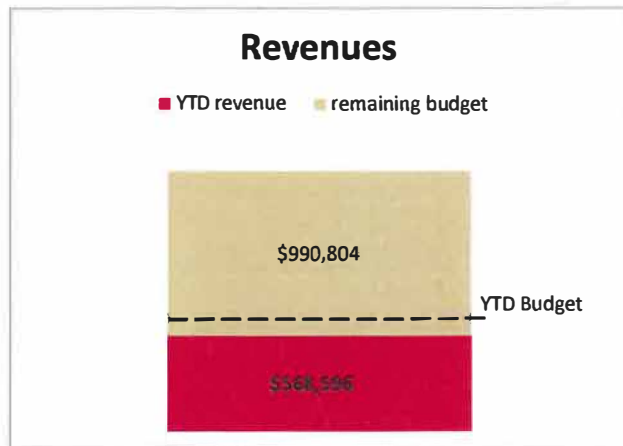 Revenues
YTD revenue remaining budget
$990,804
YTD Budget
$568,596